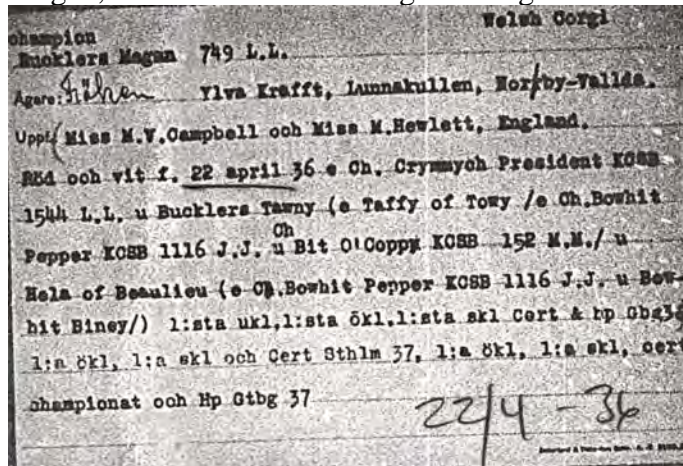 Welsh Corgi
champion
Bucklers Megan 749 L.L.
Ägare: Fröken Ylva Krafft, Lunnakullen, Norrby-Vallda.
Uppf Miss M.V.Campbell och Miss M.Hewlett, England.
Röd och vit f. 22 april 36 e Ch. Crymmych President KCSB
1544 L.L. u Bucklers Tawny (e Taffy of Towy /e Ch.Bowhit
Pepper KCSB 1116 J.J. u Ch Bit O'Coppy KCSB 152 M.M./ u
Hela of Beaulieu (e Ch.Bowhit Pepper KCSB 1116 J.J. u Bow-
hit Biney/) 1:sta ukl,1:sta ökl,1:sta skl Cert & hp Gbg36
1:a ökl, 1:a skl och Cert Sthlm 37, 1:a ökl, 1:a skl, cert
championat och Hp Gtbg 37
22/4 - 36